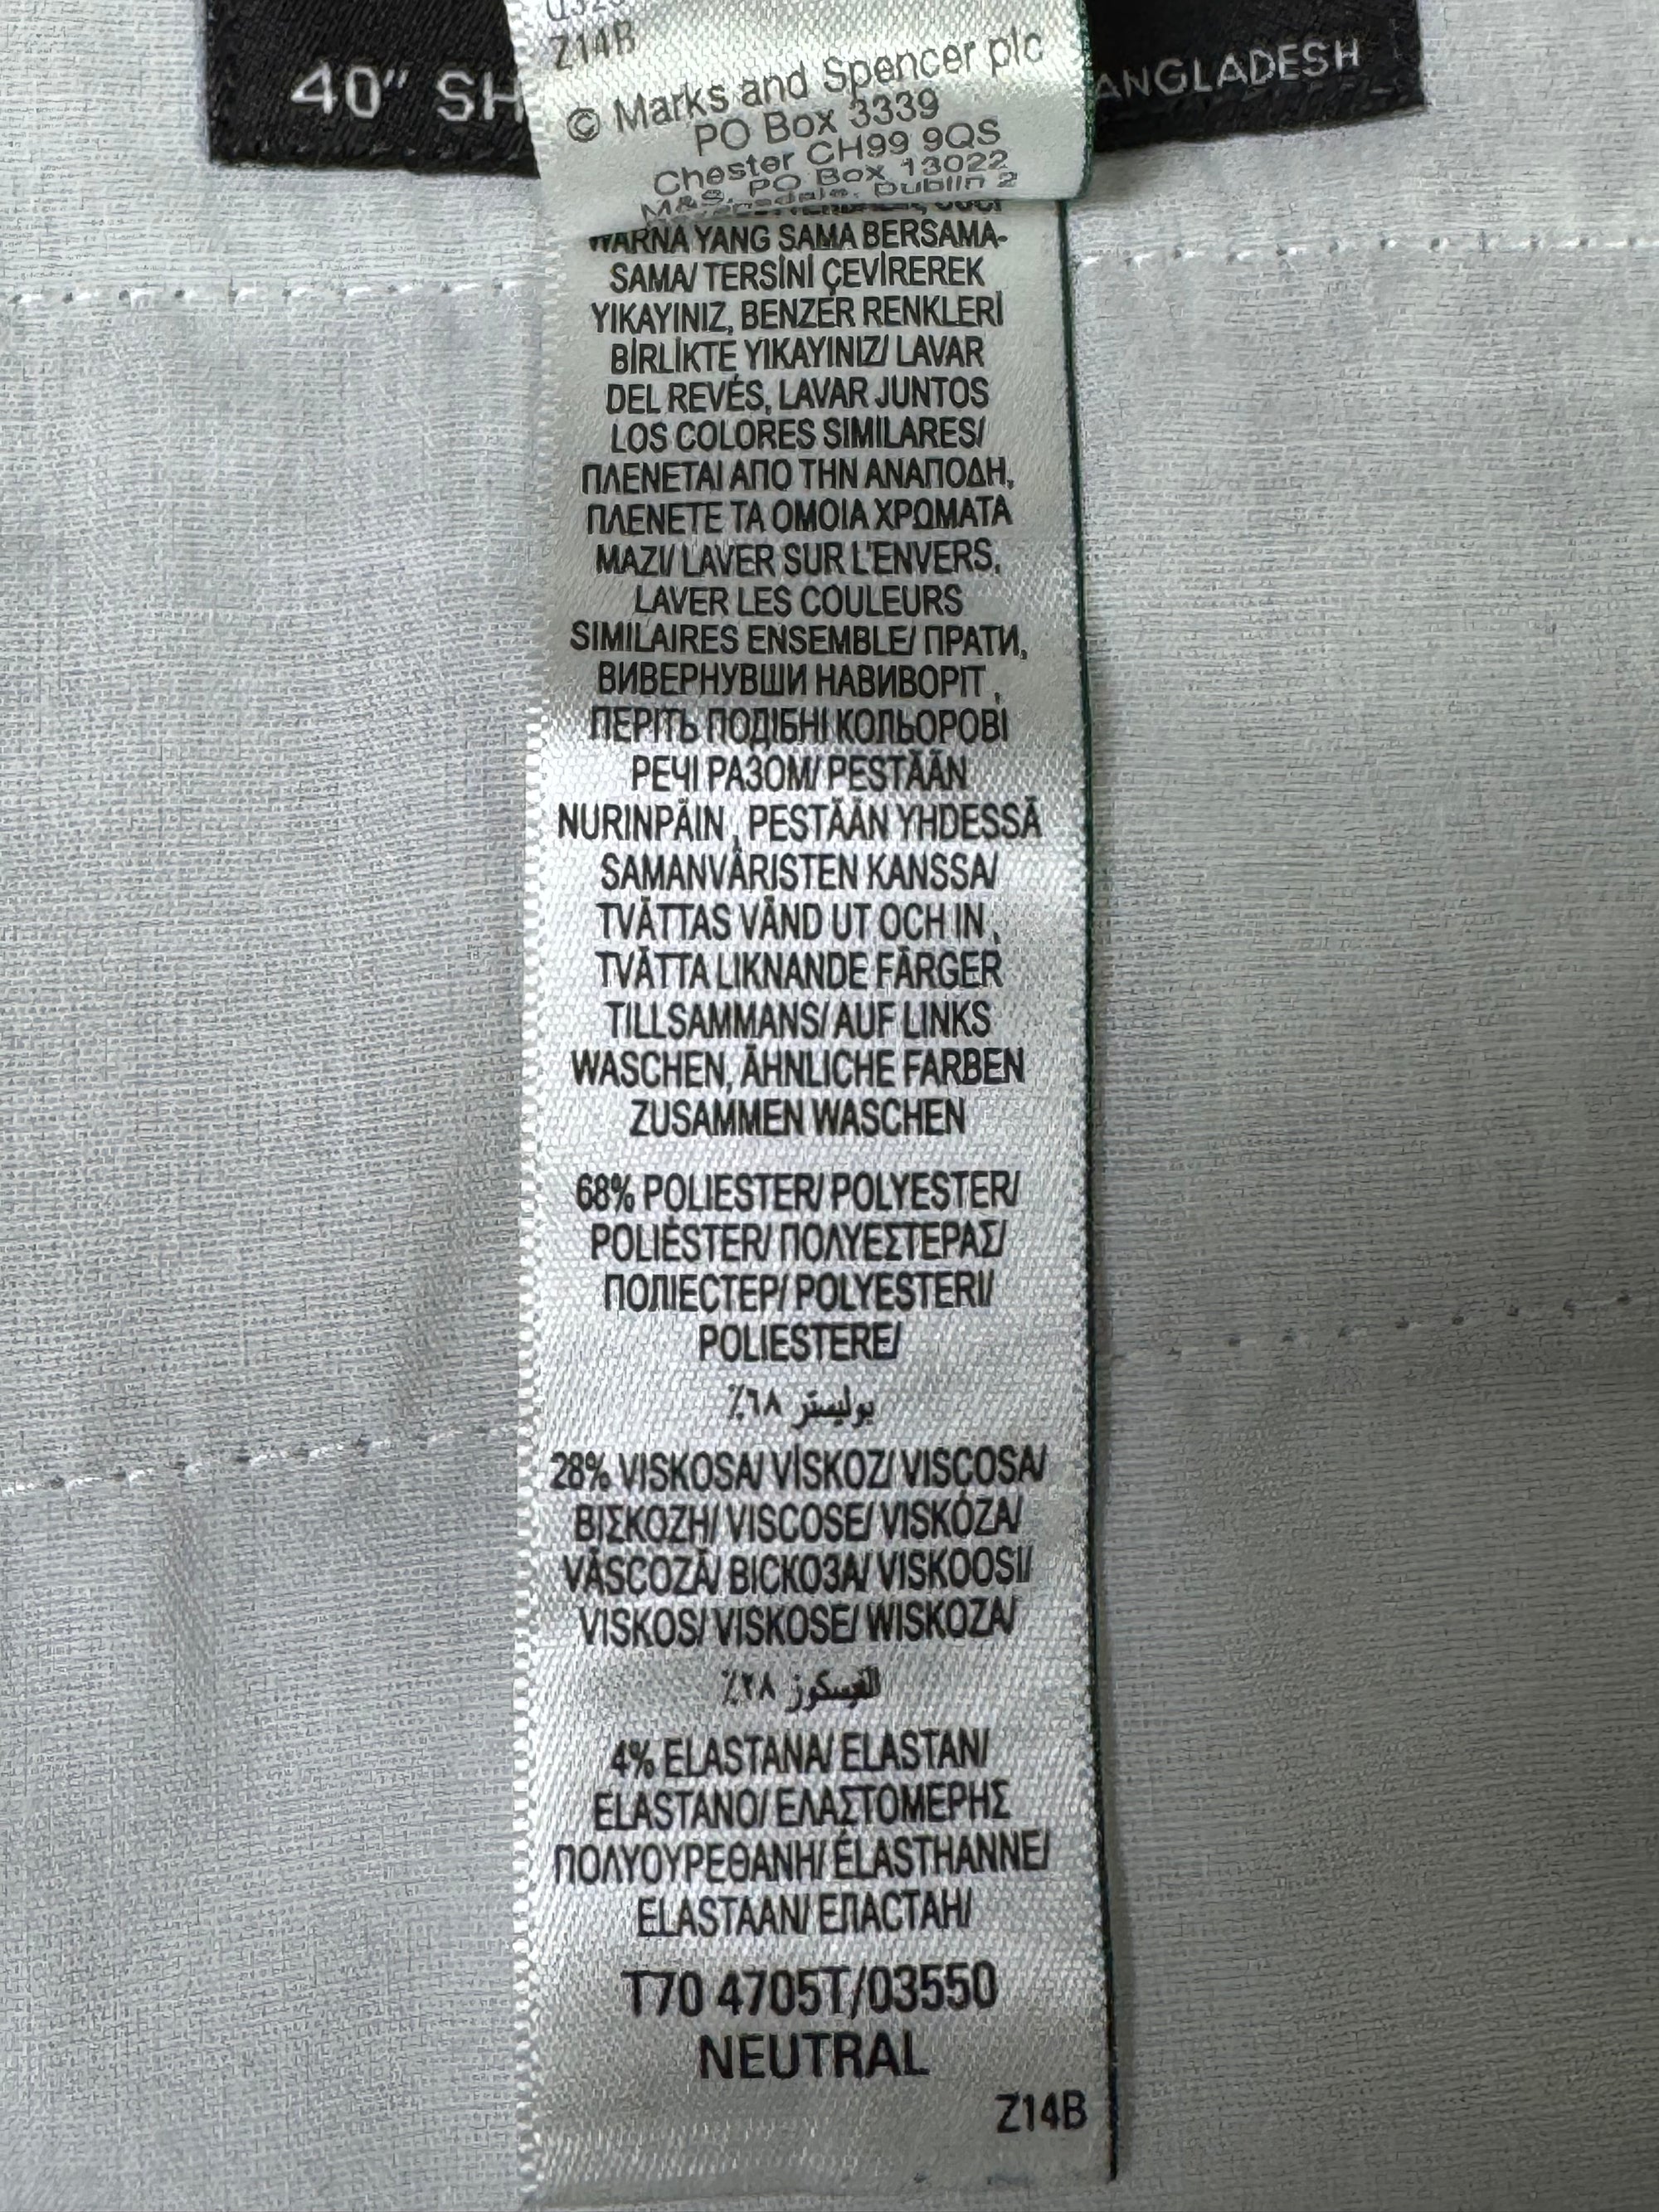 40" SH
ANGLADESH
Z14B
© Marks and Spencer plc
PO Box 3339
Chester CH99 9QS
M&S, PO Box 13022
Dublin 2
WARNA YANG SAMA BERSAMA-
SAMA/ TERSİNİ ÇEVİREREK
YIKAYINIZ, BENZER RENKLERİ
BİRLİKTE YIKAYINIZ/ LAVAR
DEL REVÉS, LAVAR JUNTOS
LOS COLORES SIMILARES/
ΠΛΕΝΕΤΑΙ ΑΠΟ ΤΗΝ ΑΝΑΠΟΔΗ,
ΠΛΕΝΕΤΕ ΤΑ ΟΜΟΙΑ ΧΡΩΜΑΤΑ
ΜΑΖΙ/ LAVER SUR L'ENVERS,
LAVER LES COULEURS
SIMILAIRES ENSEMBLE/ ПРАТИ,
ВИВЕРНУВШИ НАВИВОРІТ ,
ПЕРІТЬ ПОДІБНІ КОЛЬОРОВІ
РЕЧІ РАЗОМ/ PESTÄÄN
NURINPÄIN , PESTÄÄN YHDESSÄ
SAMANVÄRISTEN KANSSA/
TVÄTTAS VÄND UT OCH IN ,
TVÄTTA LIKNANDE FÄRGER
TILLSAMMANS/ AUF LINKS
WASCHEN, ÄHNLICHE FARBEN
ZUSAMMEN WASCHEN
68% POLIESTER/ POLYESTER/
POLIÉSTER/ ΠΟΛΥΕΣΤΕΡΑΣ/
ПОЛІЕСТЕР/ POLYESTERI/
POLIESTERE/
بوليستر ٦٨٪
28% VISKOSA/ VİSKOZ/ VISCOSA/
ΒΙΣΚΟΖΗ/ VISCOSE/ VISKÓZA/
VÂSCOZĂ/ ВІСКОЗА/ VISKOOSI/
VISKOS/ VISKOSE/ WISKOZA/
الفيسكوز ٢٨٪
4% ELASTANA/ ELASTAN/
ELASTANO/ ΕΛΑΣΤΟΜΕΡΗΣ
ΠΟΛΥΟΥΡΕΘΑΝΗ/ ÉLASTHANNE/
ELASTAAN/ ЕЛАСТАН/
T70 4705T/03550
NEUTRAL
Z14B